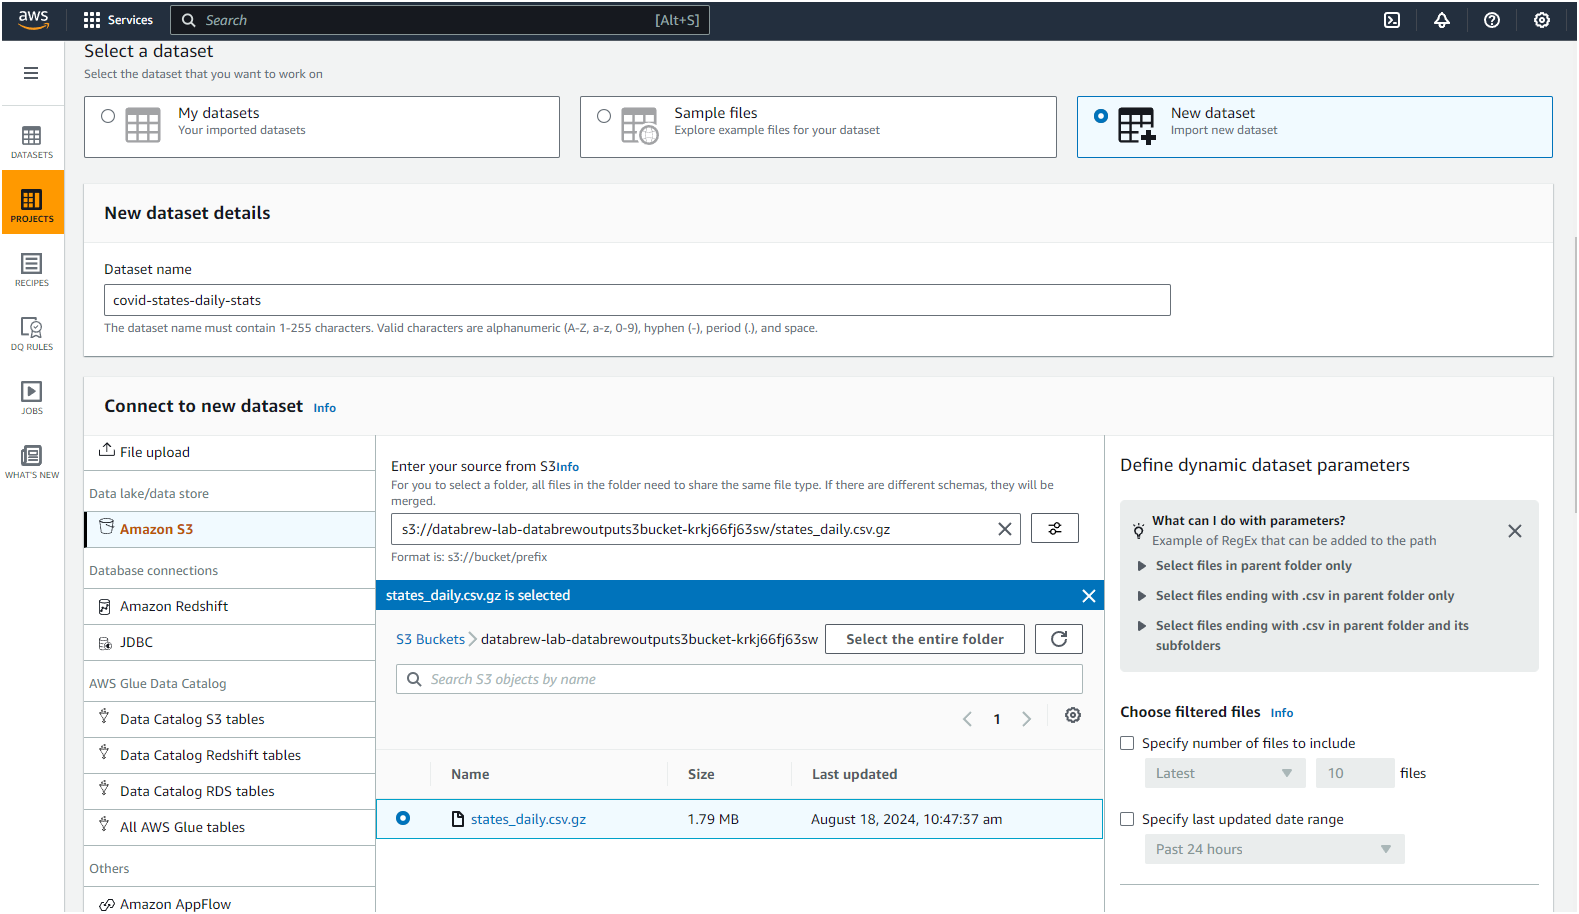 aws
Services
Search
[Alt+S]
Select a dataset
Select the dataset that you want to work on
My datasets
Your imported datasets
Sample files
Explore example files for your dataset
New dataset
Import new dataset
DATASETS
PROJECTS
RECIPES
DQ RULES
JOBS
WHAT'S NEW
New dataset details
Dataset name
covid-states-daily-stats
The dataset name must contain 1-255 characters. Valid characters are alphanumeric (A-Z, a-z, 0-9), hyphen (-), period (.), and space.
Connect to new dataset Info
File upload
Data lake/data store
Amazon S3
Database connections
Amazon Redshift
JDBC
AWS Glue Data Catalog
Data Catalog S3 tables
Data Catalog Redshift tables
Data Catalog RDS tables
All AWS Glue tables
Others
Amazon AppFlow
Enter your source from S3Info
For you to select a folder, all files in the folder need to share the same file type. If there are different schemas, they will be
merged.
s3://databrew-lab-databrewoutputs3bucket-krkj66fj63sw/states_daily.csv.gz
Format is: s3://bucket/prefix
states_daily.csv.gz is selected
S3 Buckets databrew-lab-databrewoutputs3bucket-krkj66fj63sw
Select the entire folder
Search S3 objects by name
1
Name Size Last updated
states_daily.csv.gz 1.79 MB August 18, 2024, 10:47:37 am
Define dynamic dataset parameters
What can I do with parameters?
Example of RegEx that can be added to the path
Select files in parent folder only
Select files ending with .csv in parent folder only
Select files ending with .csv in parent folder and its
subfolders
Choose filtered files Info
Specify number of files to include
Latest 10 files
Specify last updated date range
Past 24 hours